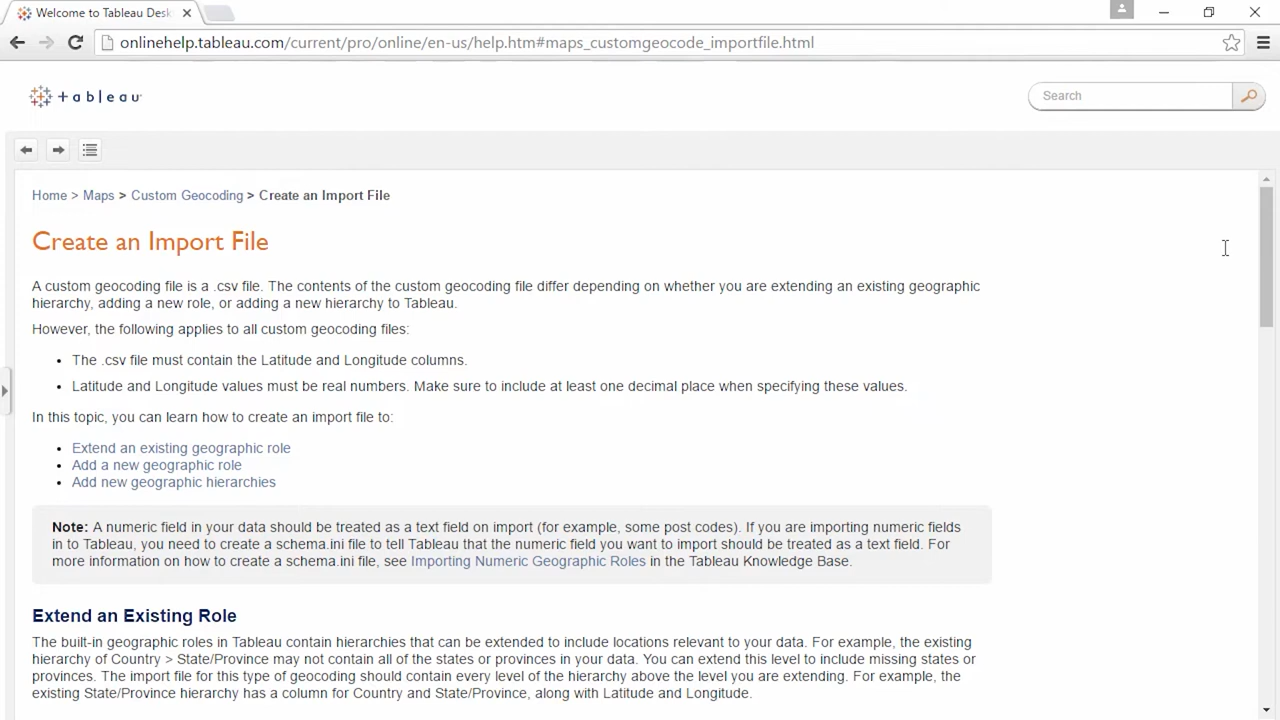 Welcome to Tableau Desk
onlinehelp.tableau.com/current/pro/online/en-us/help.htm#maps_customgeocode_importfile.html
+ a b l e a u
Search
Home > Maps > Custom Geocoding > Create an Import File
Create an Import File
A custom geocoding file is a .csv file. The contents of the custom geocoding file differ depending on whether you are extending an existing geographic
hierarchy, adding a new role, or adding a new hierarchy to Tableau.
However, the following applies to all custom geocoding files:
• The .csv file must contain the Latitude and Longitude columns.
• Latitude and Longitude values must be real numbers. Make sure to include at least one decimal place when specifying these values.
In this topic, you can learn how to create an import file to:
• Extend an existing geographic role
• Add a new geographic role
• Add new geographic hierarchies
Note: A numeric field in your data should be treated as a text field on import (for example, some post codes). If you are importing numeric fields
in to Tableau, you need to create a schema.ini file to tell Tableau that the numeric field you want to import should be treated as a text field. For
more information on how to create a schema.ini file, see Importing Numeric Geographic Roles in the Tableau Knowledge Base.
Extend an Existing Role
The built-in geographic roles in Tableau contain hierarchies that can be extended to include locations relevant to your data. For example, the existing
hierarchy of Country > State/Province may not contain all of the states or provinces in your data. You can extend this level to include missing states or
provinces. The import file for this type of geocoding should contain every level of the hierarchy above the level you are extending. For example, the
existing State/Province hierarchy has a column for Country and State/Province, along with Latitude and Longitude.